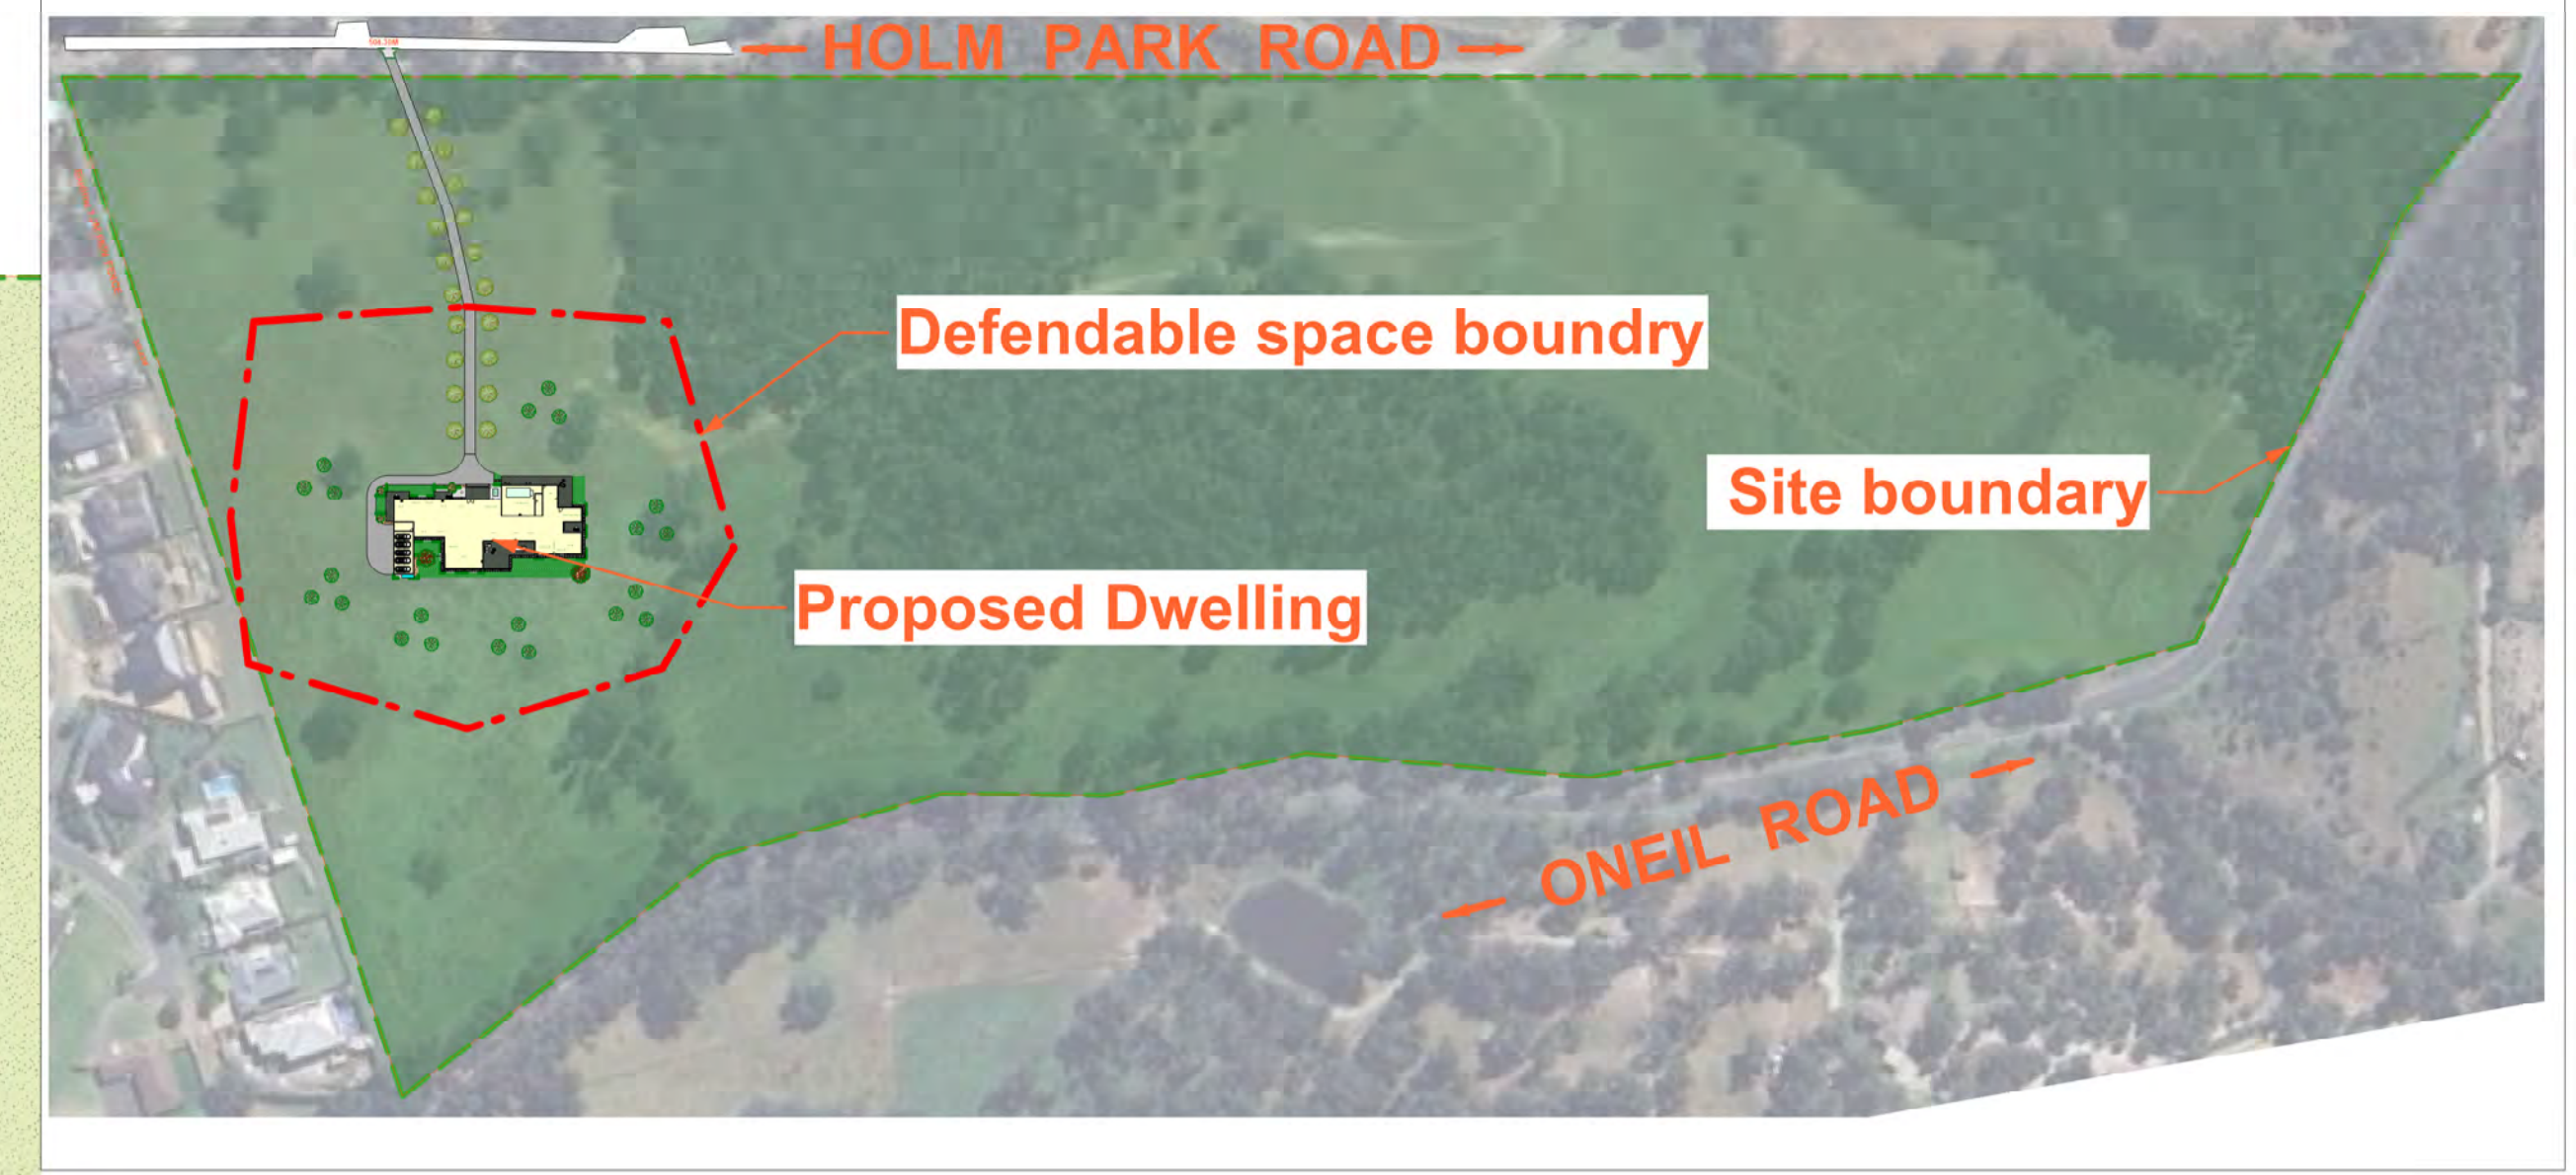 HOLM PARK ROAD
Defendable space boundry
Site boundary
Proposed Dwelling
ONEIL ROAD